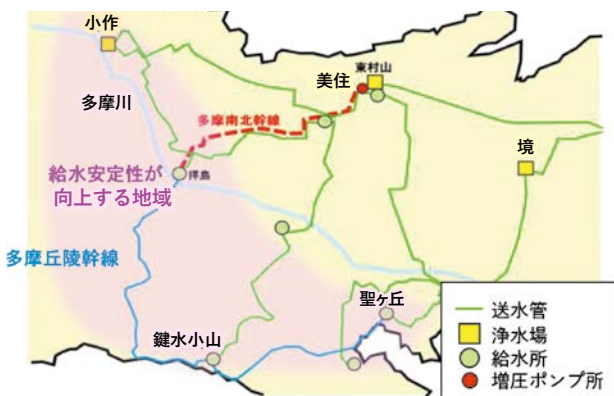 小作
東村山
美住
多摩川
多摩南北幹線
境
給水安定性が
向上する地域
拝島
多摩丘陵幹線
聖ヶ丘
鑓水小山
送水管
浄水場
給水所
増圧ポンプ所